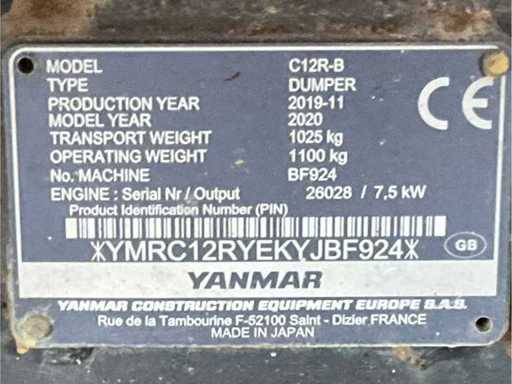 MODEL C12R-B
TYPE DUMPER
PRODUCTION YEAR 2019-11
MODEL YEAR 2020
TRANSPORT WEIGHT 1025 kg
OPERATING WEIGHT 1100 kg
No. MACHINE BF924
ENGINE : Serial Nr / Output 26028 / 7,5 kW
Product Identification Number (PIN)
*YMRC12RYEKYJBF924*
CE
GB
YANMAR
YANMAR CONSTRUCTION EQUIPMENT EUROPE S.A.S.
Rue de la Tambourine F-52100 Saint - Dizier FRANCE
MADE IN JAPAN